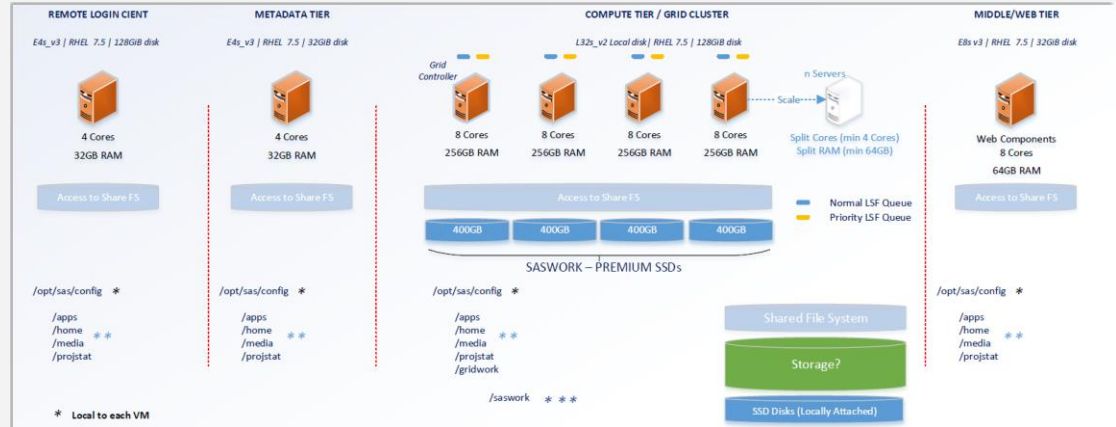 REMOTE LOGIN CIENT
E4s_v3 | RHEL 7.5 | 128GiB disk
4 Cores
32GB RAM
Access to Share FS
/opt/sas/config *
/apps
/home
/media
/projstat
* *
* Local to each VM
METADATA TIER
E4s_v3 | RHEL 7.5 | 32GiB disk
4 Cores
32GB RAM
Access to Share FS
/opt/sas/config *
/apps
/home
/media
/projstat
* *
COMPUTE TIER / GRID CLUSTER
L32s_v2 Local disk| RHEL 7.5 | 128GiB disk
Grid
Controller
8 Cores
256GB RAM
8 Cores
256GB RAM
8 Cores
256GB RAM
8 Cores
256GB RAM
Scale
n Servers
Split Cores (min 4 Cores)
Split RAM (min 64GB)
Access to Share FS
400GB
400GB
400GB
400GB
Normal LSF Queue
Priority LSF Queue
SASWORK – PREMIUM SSDs
/opt/sas/config *
/apps
/home
/media
/projstat
/gridwork
* *
/saswork * * *
Shared File System
Storage?
SSD Disks (Locally Attached)
MIDDLE/WEB TIER
E8s v3 | RHEL 7.5 | 32GiB disk
Web Components
8 Cores
64GB RAM
Access to Share FS
/opt/sas/config *
/apps
/home
/media
/projstat
* *